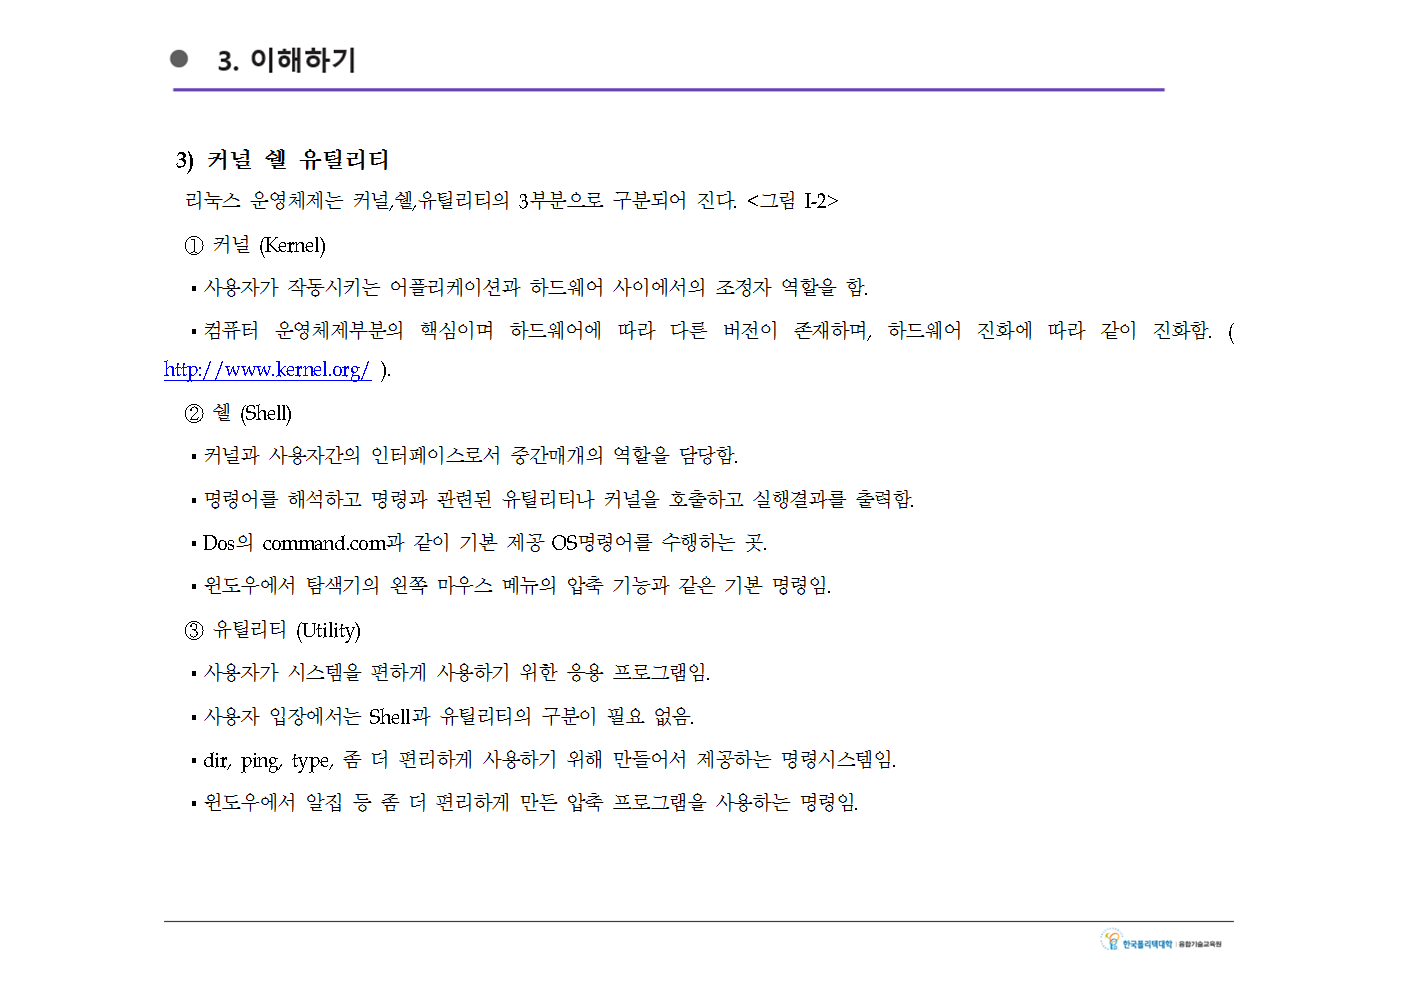 ● 3. 이해하기
3) 커널 쉘 유틸리티
리눅스 운영체제는 커널,쉘,유틸리티의 3부분으로 구분되어 진다. <그림 I-2>
① 커널 (Kernel)
▪ 사용자가 작동시키는 어플리케이션과 하드웨어 사이에서의 조정자 역할을 함.
▪ 컴퓨터 운영체제부분의 핵심이며 하드웨어에 따라 다른 버전이 존재하며, 하드웨어 진화에 따라 같이 진화함. (
http://www.kernel.org/ ).
② 쉘 (Shell)
▪ 커널과 사용자간의 인터페이스로서 중간매개의 역할을 담당함.
▪ 명령어를 해석하고 명령과 관련된 유틸리티나 커널을 호출하고 실행결과를 출력함.
▪ Dos의 command.com과 같이 기본 제공 OS명령어를 수행하는 곳.
▪ 윈도우에서 탐색기의 왼쪽 마우스 메뉴의 압축 기능과 같은 기본 명령임.
③ 유틸리티 (Utility)
▪ 사용자가 시스템을 편하게 사용하기 위한 응용 프로그램임.
▪ 사용자 입장에서는 Shell과 유틸리티의 구분이 필요 없음.
▪ dir, ping, type, 좀 더 편리하게 사용하기 위해 만들어서 제공하는 명령시스템임.
▪ 윈도우에서 알집 등 좀 더 편리하게 만든 압축 프로그램을 사용하는 명령임.
한국폴리텍대학 | 융합기술교육원